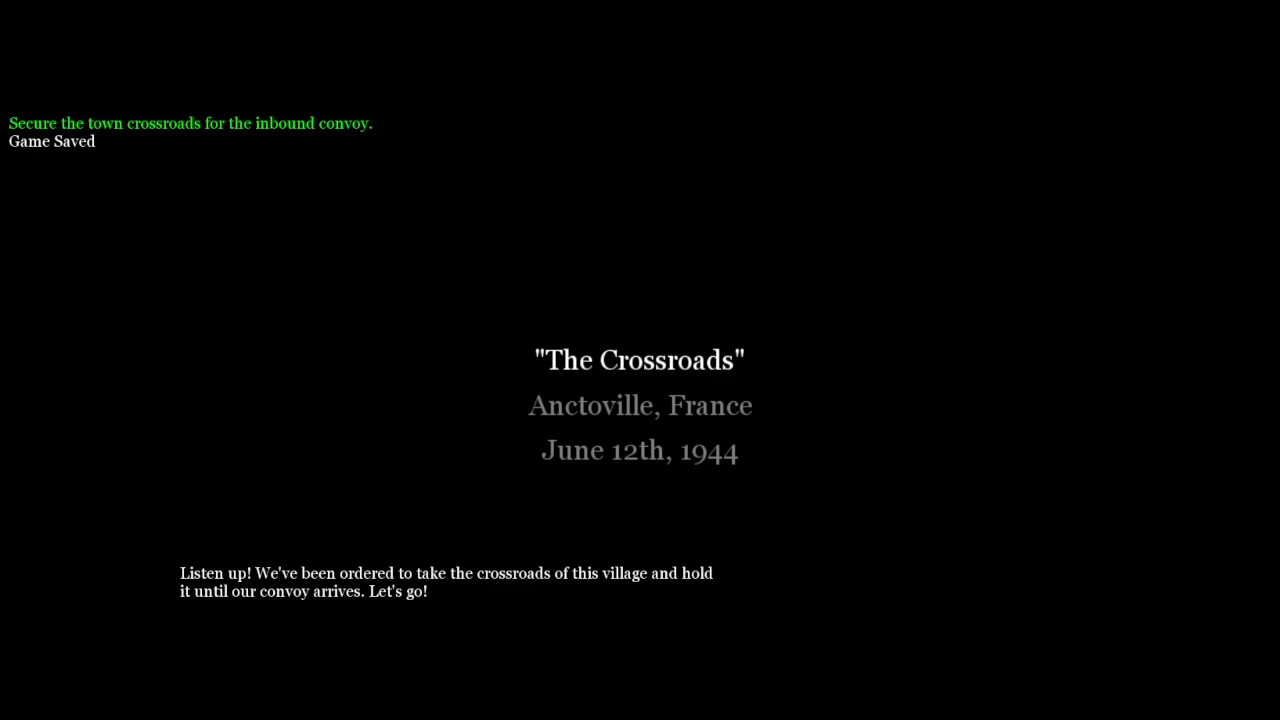 Secure the town crossroads for the inbound convoy.
Game Saved
"The Crossroads"
Anctoville, France
June 12th, 1944
Listen up! We've been ordered to take the crossroads of this village and hold
it until our convoy arrives. Let's go!